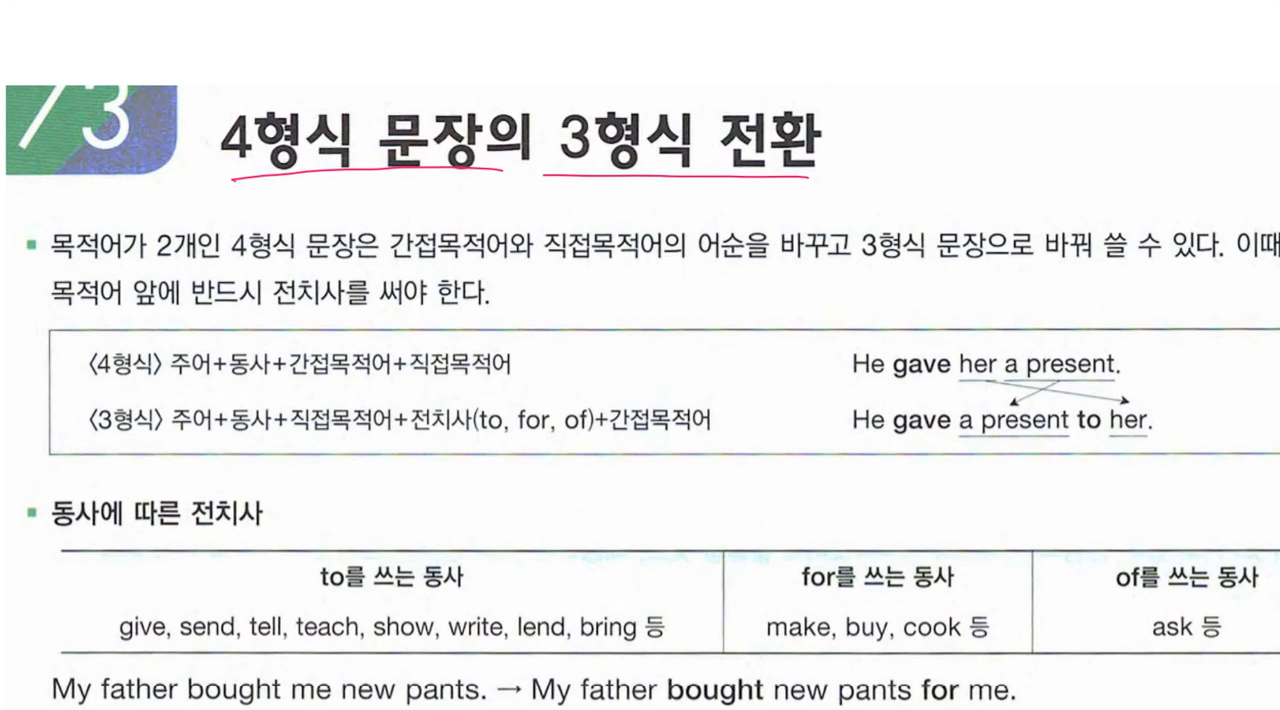 73
4형식 문장의 3형식 전환
목적어가 2개인 4형식 문장은 간접목적어와 직접목적어의 어순을 바꾸고 3형식 문장으로 바꿔 쓸 수 있다. 이때
목적어 앞에 반드시 전치사를 써야 한다.
〈4형식〉 주어+동사+간접목적어+직접목적어 He gave her a present.
〈3형식〉 주어+동사+직접목적어+전치사(to, for, of)+간접목적어 He gave a present to her.
동사에 따른 전치사
to를 쓰는 동사 for를 쓰는 동사 of를 쓰는 동사
give, send, tell, teach, show, write, lend, bring 등 make, buy, cook 등 ask 등
My father bought me new pants. → My father bought new pants for me.